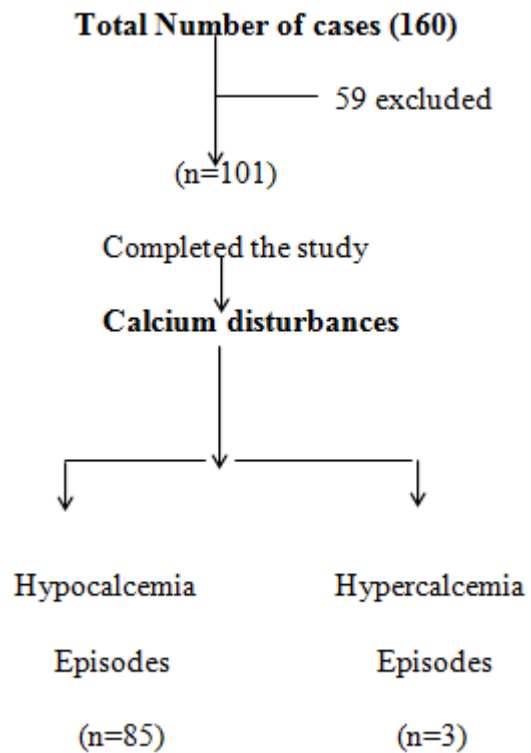 Total Number of cases (160)
59 excluded
(n=101)
Completed the study
Calcium disturbances
Hypocalcemia
Episodes
(n=85)
Hypercalcemia
Episodes
(n=3)